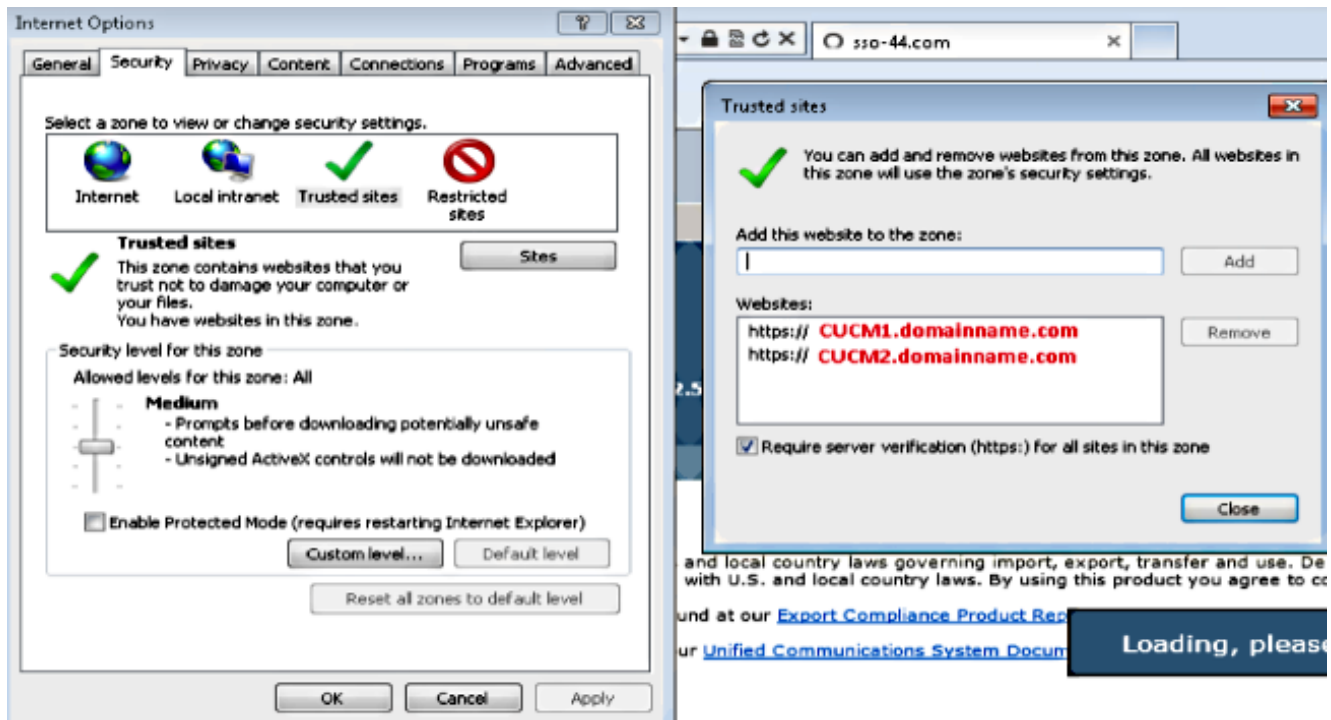 Internet Options
General Security Privacy Content Connections Programs Advanced
Select a zone to view or change security settings.
Internet
Local intranet
Trusted sites
Restricted
sites
Trusted sites
Sites
This zone contains websites that you
trust not to damage your computer or
your files.
You have websites in this zone.
Security level for this zone
Allowed levels for this zone: All
Medium
- Prompts before downloading potentially unsafe
content
- Unsigned ActiveX controls will not be downloaded
Enable Protected Mode (requires restarting Internet Explorer)
Custom level... Default level
Reset all zones to default level
OK Cancel Apply
sso-44.com
Trusted sites
You can add and remove websites from this zone. All websites in
this zone will use the zone's security settings.
Add this website to the zone:
Add
Websites:
https:// CUCM1.domainname.com
https:// CUCM2.domainname.com
Remove
Require server verification (https:) for all sites in this zone
Close
2.5
and local country laws governing import, export, transfer and use. De
with U.S. and local country laws. By using this product you agree to co
und at our Export Compliance Product Rep
ur Unified Communications System Docum
Loading, please